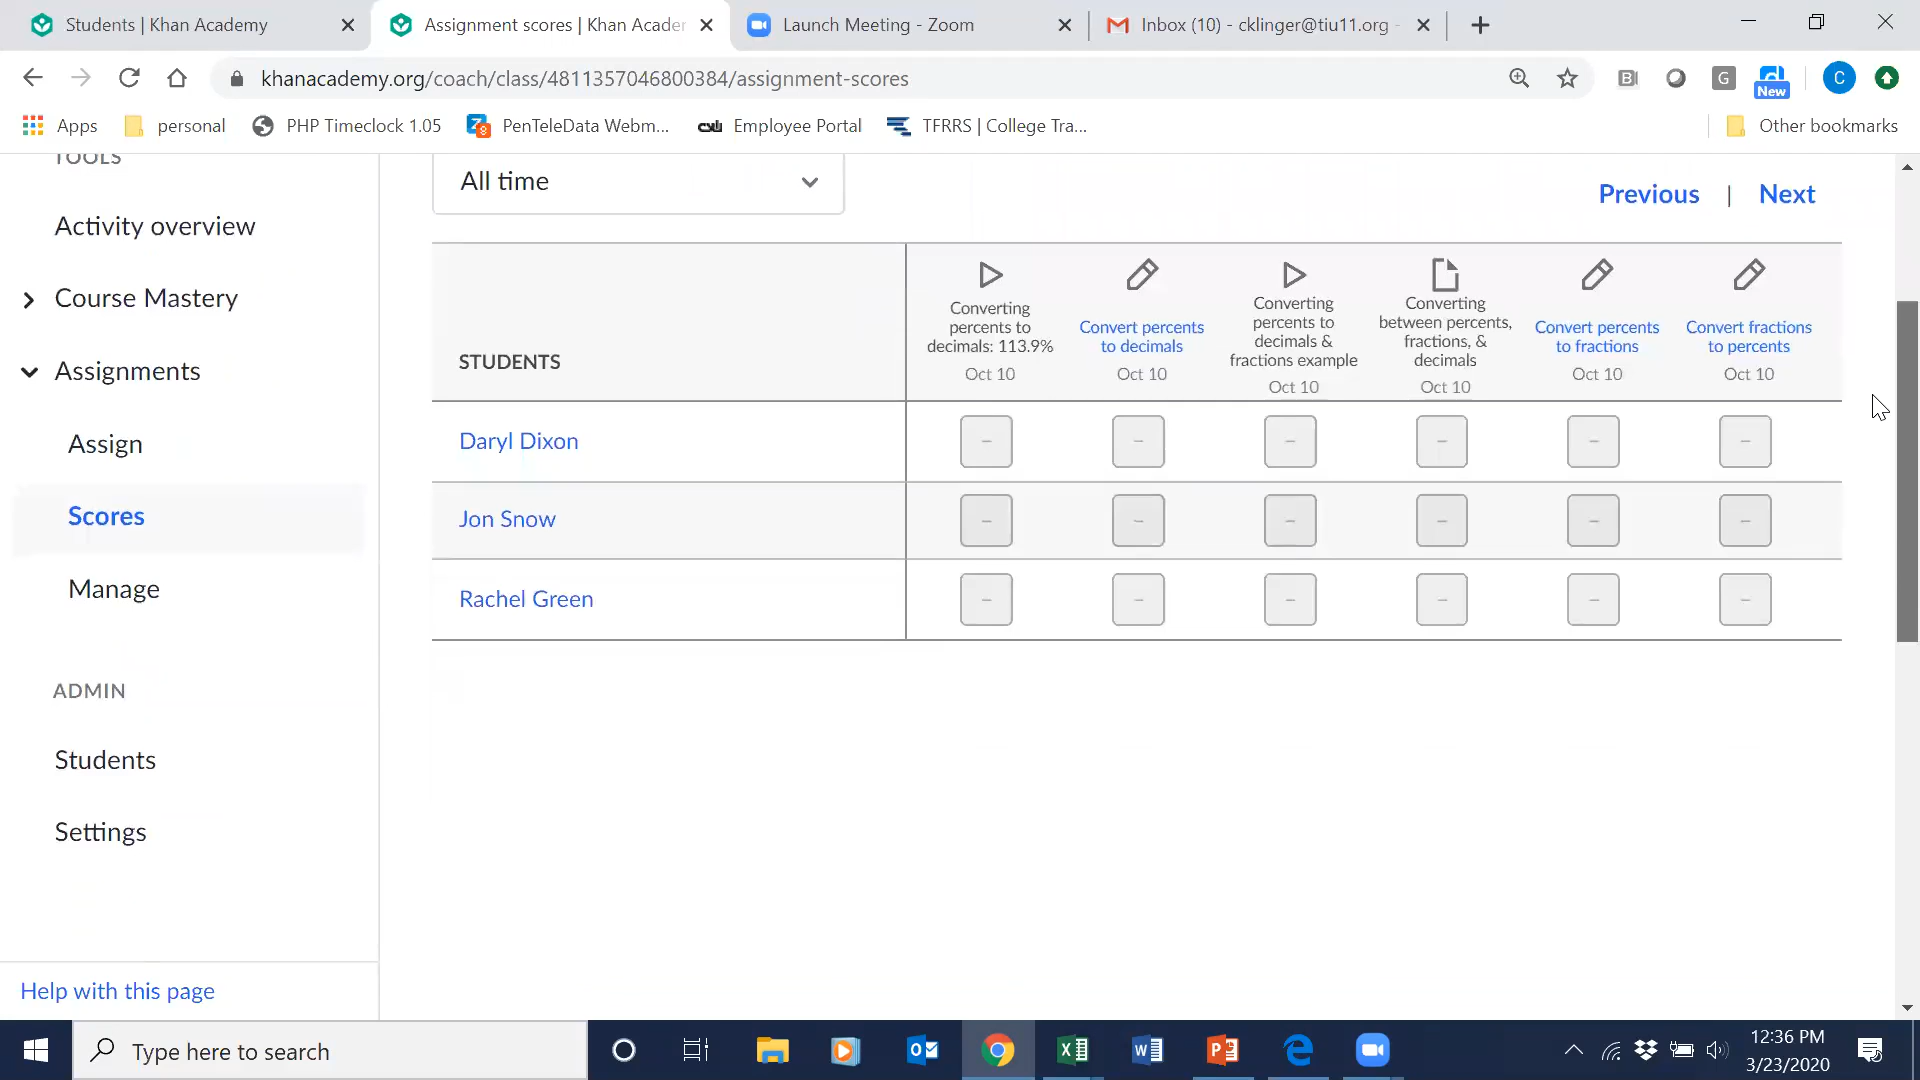 Students | Khan Academy
Assignment scores | Khan Acader
Launch Meeting - Zoom
Inbox (10) - cklinger@tiu11.org -
khanacademy.org/coach/class/4811357046800384/assignment-scores
B!
G
New
C
Apps
personal
PHP Timeclock 1.05
PenTeleData Webm...
Employee Portal
TFRRS | College Tra...
Other bookmarks
TOOLS
Activity overview
Course Mastery
Assignments
Assign
Scores
Manage
ADMIN
Students
Settings
Help with this page
All time
Previous | Next
STUDENTS
Converting
percents to
decimals: 113.9%
Oct 10
Convert percents
to decimals
Oct 10
Converting
percents to
decimals &
fractions example
Oct 10
Converting
between percents,
fractions, &
decimals
Oct 10
Convert percents
to fractions
Oct 10
Convert fractions
to percents
Oct 10
Daryl Dixon – – – – – –
Jon Snow – – – – – –
Rachel Green – – – – – –
Type here to search
12:36 PM
3/23/2020